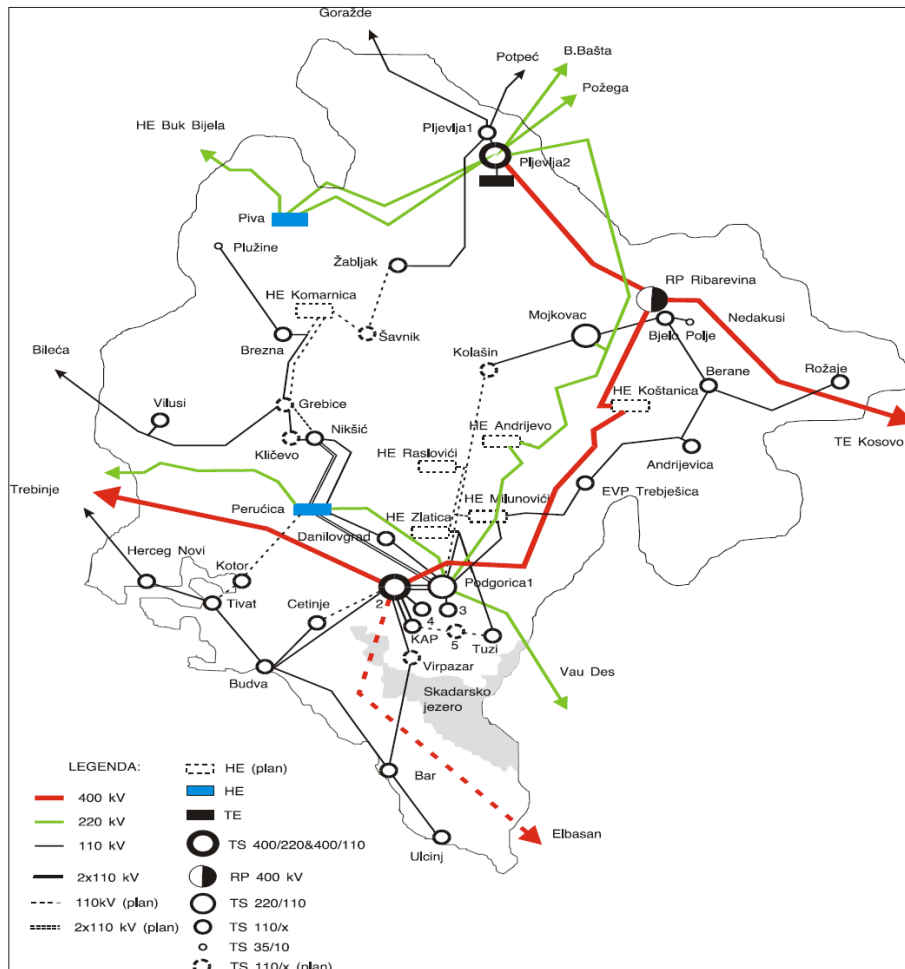 Goražde
Potpeć
B.Bašta
Požega
Pljevlja1
HE Buk Bijela
Pljevlja2
Piva
Plužine
Žabljak
HE Komarnica
RP Ribarevina
Nedakusi
Mojkovac
Bjelo Polje
Brezna
Šavnik
Kolašin
Bileća
Rožaje
Berane
Vilusi
Grebice
HE Koštanica
HE Andrijevo
TE Kosovo
Kličevo
Nikšić
HE Raslovići
Andrijevica
Trebinje
EVP Trebješica
HE Milunovići
Perućica
HE Zlatica
Danilovgrad
Herceg Novi
Kotor
Podgorica1
Tivat
Cetinje
2
3
4
KAP
5
Tuzi
Virpazar
Vau Des
Budva
Skadarsko
jezero
Bar
Elbasan
Ulcinj
LEGENDA:
400 kV
220 kV
110 kV
2x110 kV
110kV (plan)
2x110 kV (plan)
HE (plan)
HE
TE
TS 400/220&400/110
RP 400 kV
TS 220/110
TS 110/x
TS 35/10
TS 110/x (plan)